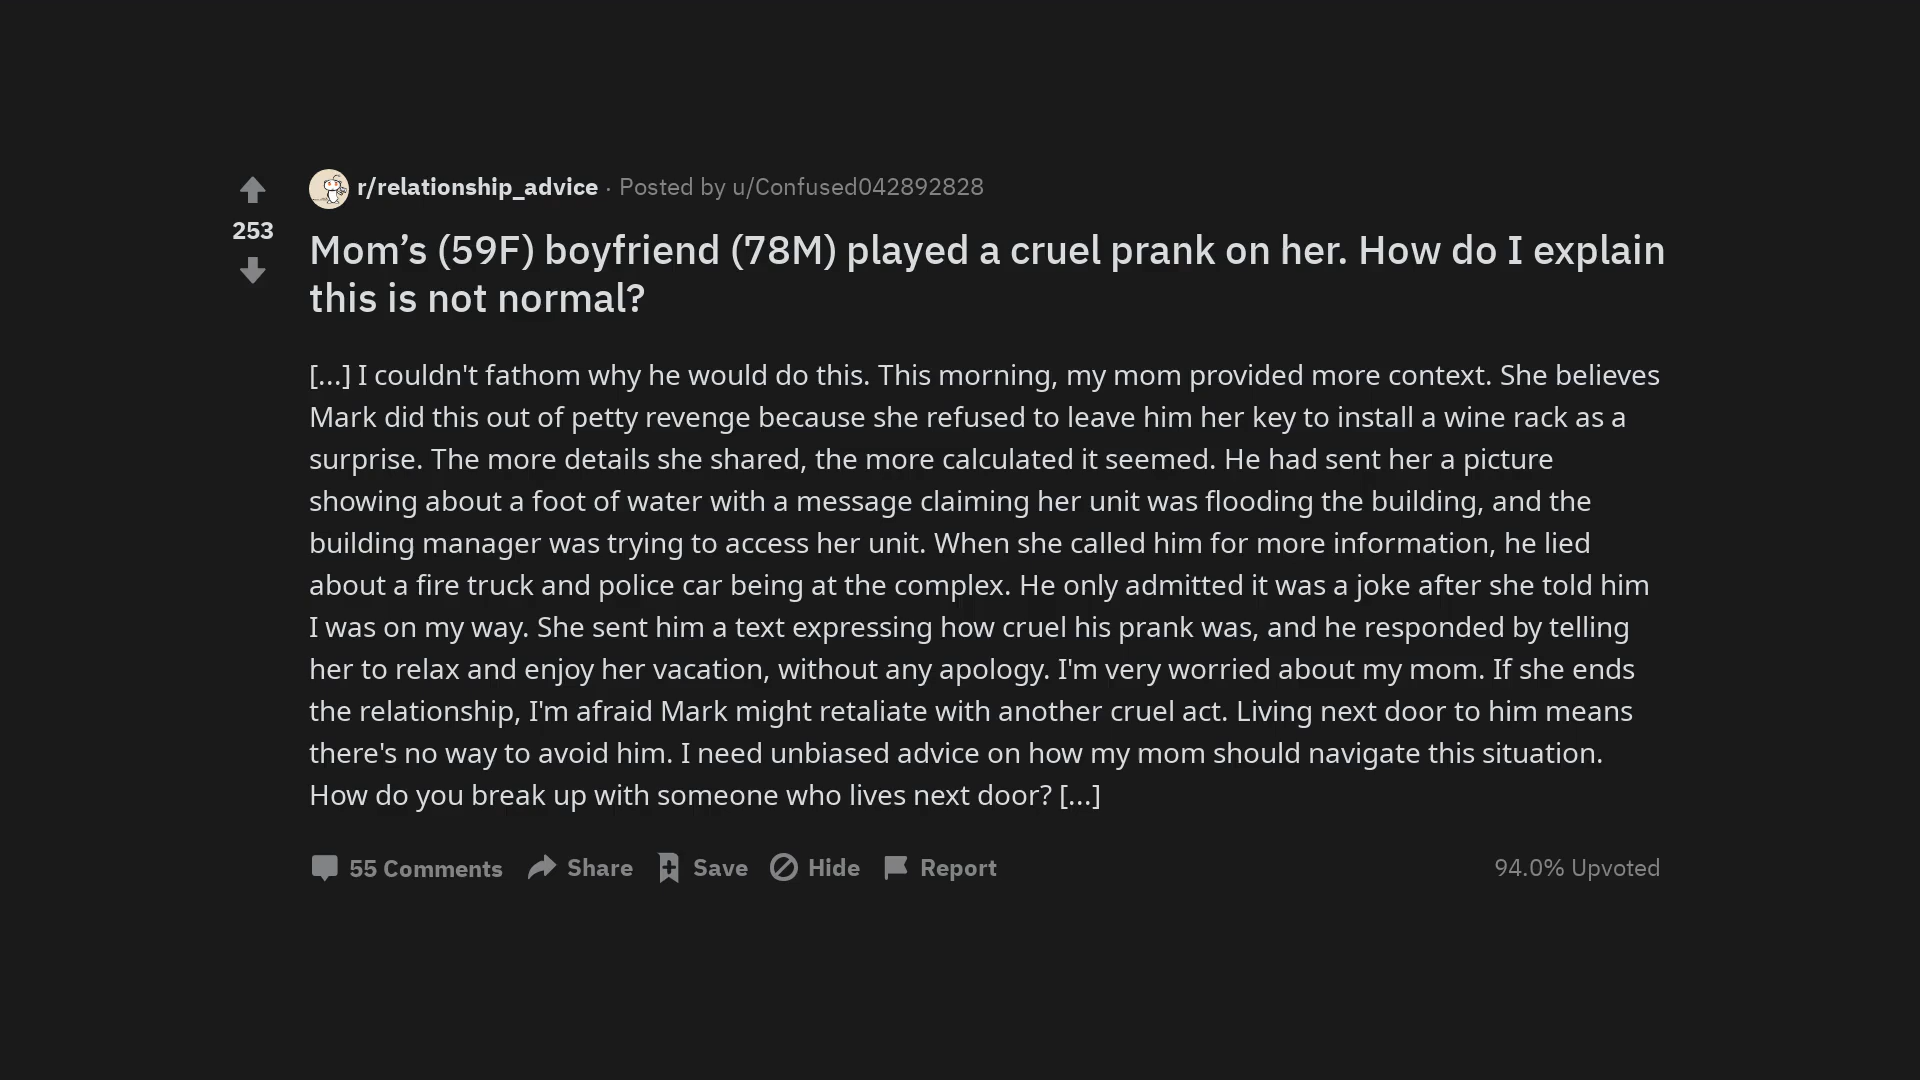 r/relationship_advice · Posted by u/Confused042892828
253
Mom’s (59F) boyfriend (78M) played a cruel prank on her. How do I explain
this is not normal?
[...] I couldn't fathom why he would do this. This morning, my mom provided more context. She believes
Mark did this out of petty revenge because she refused to leave him her key to install a wine rack as a
surprise. The more details she shared, the more calculated it seemed. He had sent her a picture
showing about a foot of water with a message claiming her unit was flooding the building, and the
building manager was trying to access her unit. When she called him for more information, he lied
about a fire truck and police car being at the complex. He only admitted it was a joke after she told him
I was on my way. She sent him a text expressing how cruel his prank was, and he responded by telling
her to relax and enjoy her vacation, without any apology. I'm very worried about my mom. If she ends
the relationship, I'm afraid Mark might retaliate with another cruel act. Living next door to him means
there's no way to avoid him. I need unbiased advice on how my mom should navigate this situation.
How do you break up with someone who lives next door? [...]
55 Comments Share Save Hide Report 94.0% Upvoted